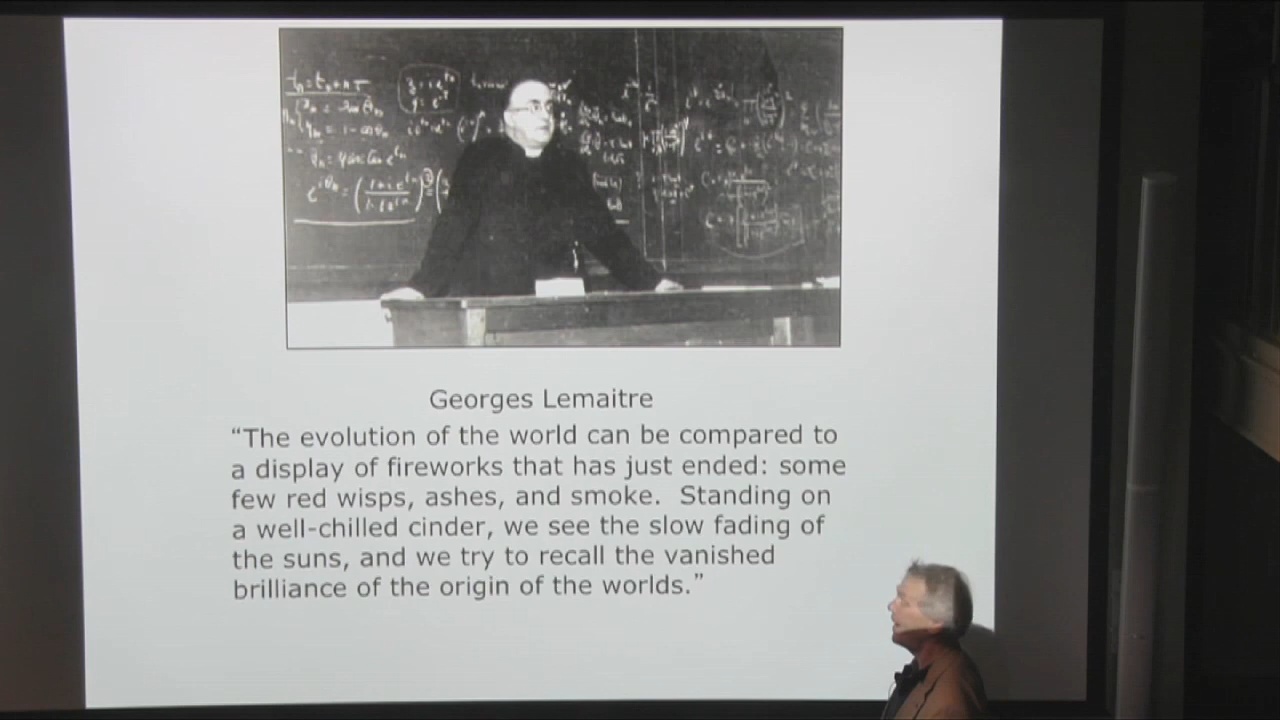 Georges Lemaitre
“The evolution of the world can be compared to
a display of fireworks that has just ended: some
few red wisps, ashes, and smoke.  Standing on
a well-chilled cinder, we see the slow fading of
the suns, and we try to recall the vanished
brilliance of the origin of the worlds.”